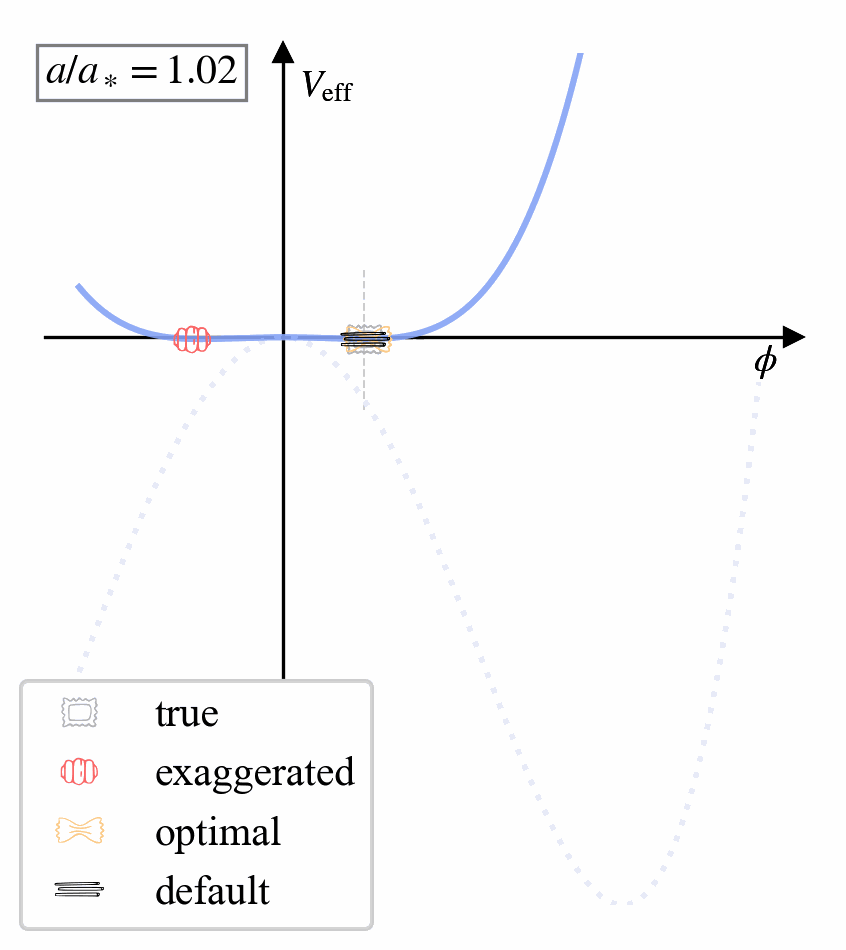 a/a* = 1.02
V_eff
ϕ
true
exaggerated
optimal
default